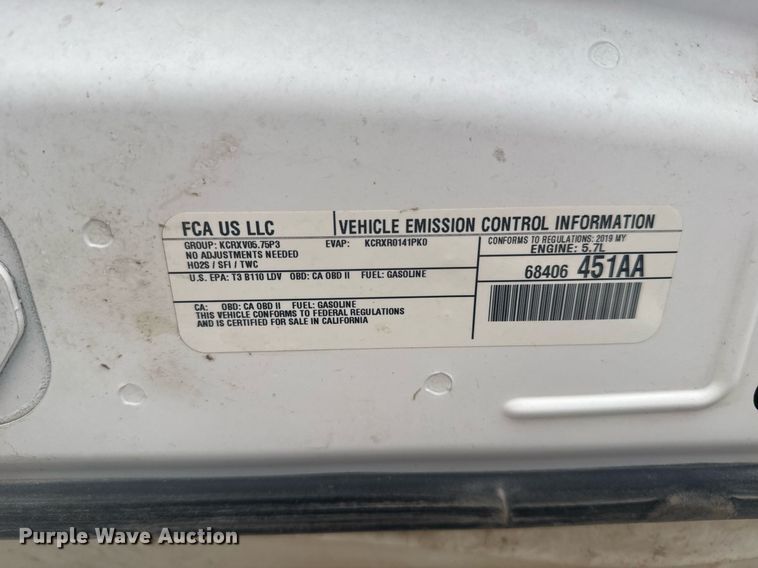 FCA US LLC
VEHICLE EMISSION CONTROL INFORMATION
GROUP: KCRXV05.75P3 EVAP: KCRXR0141PK0
NO ADJUSTMENTS NEEDED
HO2S / SFI / TWC
CONFORMS TO REGULATIONS: 2019 MY
ENGINE: 5.7L
U.S. EPA: T3 B110 LDV OBD: CA OBD II FUEL: GASOLINE
68406 451AA
CA: OBD: CA OBD II FUEL: GASOLINE
THIS VEHICLE CONFORMS TO FEDERAL REGULATIONS
AND IS CERTIFIED FOR SALE IN CALIFORNIA
Purple Wave Auction